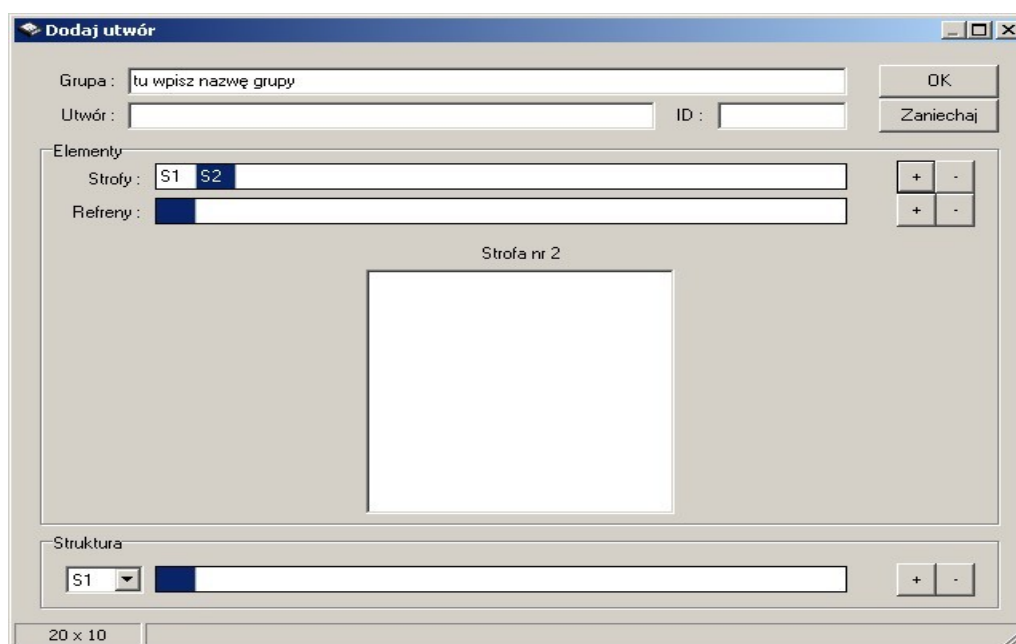 Dodaj utwór
Grupa : tu wpisz nazwę grupy OK
Utwór : ID : Zaniechaj
Elementy
Strofy : S1 S2 + -
Refreny : + -
Strofa nr 2
Struktura
S1 + -
20 x 10